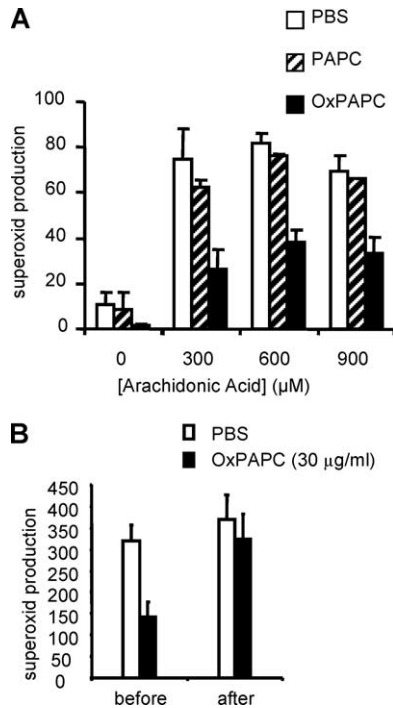 A
PBS
PAPC
OxPAPC
100
80
60
40
20
0
superoxid production
0 300 600 900
[Arachidonic Acid] (µM)
B
PBS
OxPAPC (30 µg/ml)
450
400
350
300
250
200
150
100
50
0
superoxid production
before after